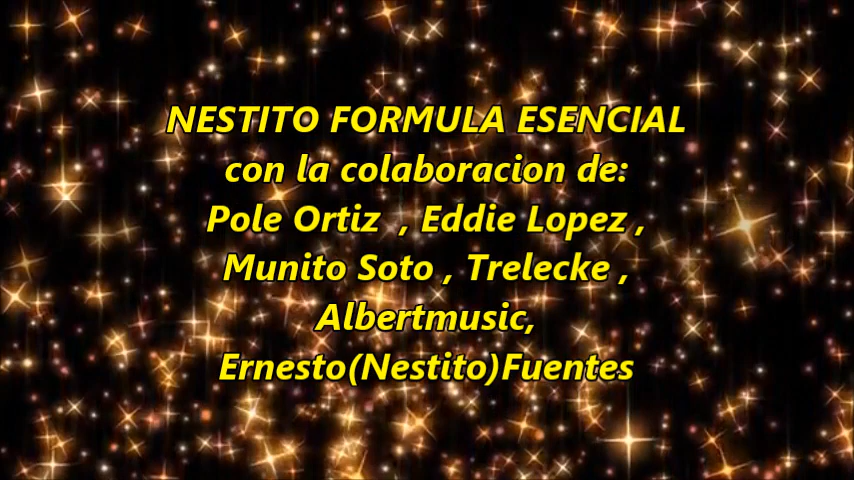 NESTITO FORMULA ESENCIAL
con la colaboracion de:
Pole Ortiz  , Eddie Lopez ,
Munito Soto , Trelecke ,
Albertmusic,
Ernesto(Nestito)Fuentes